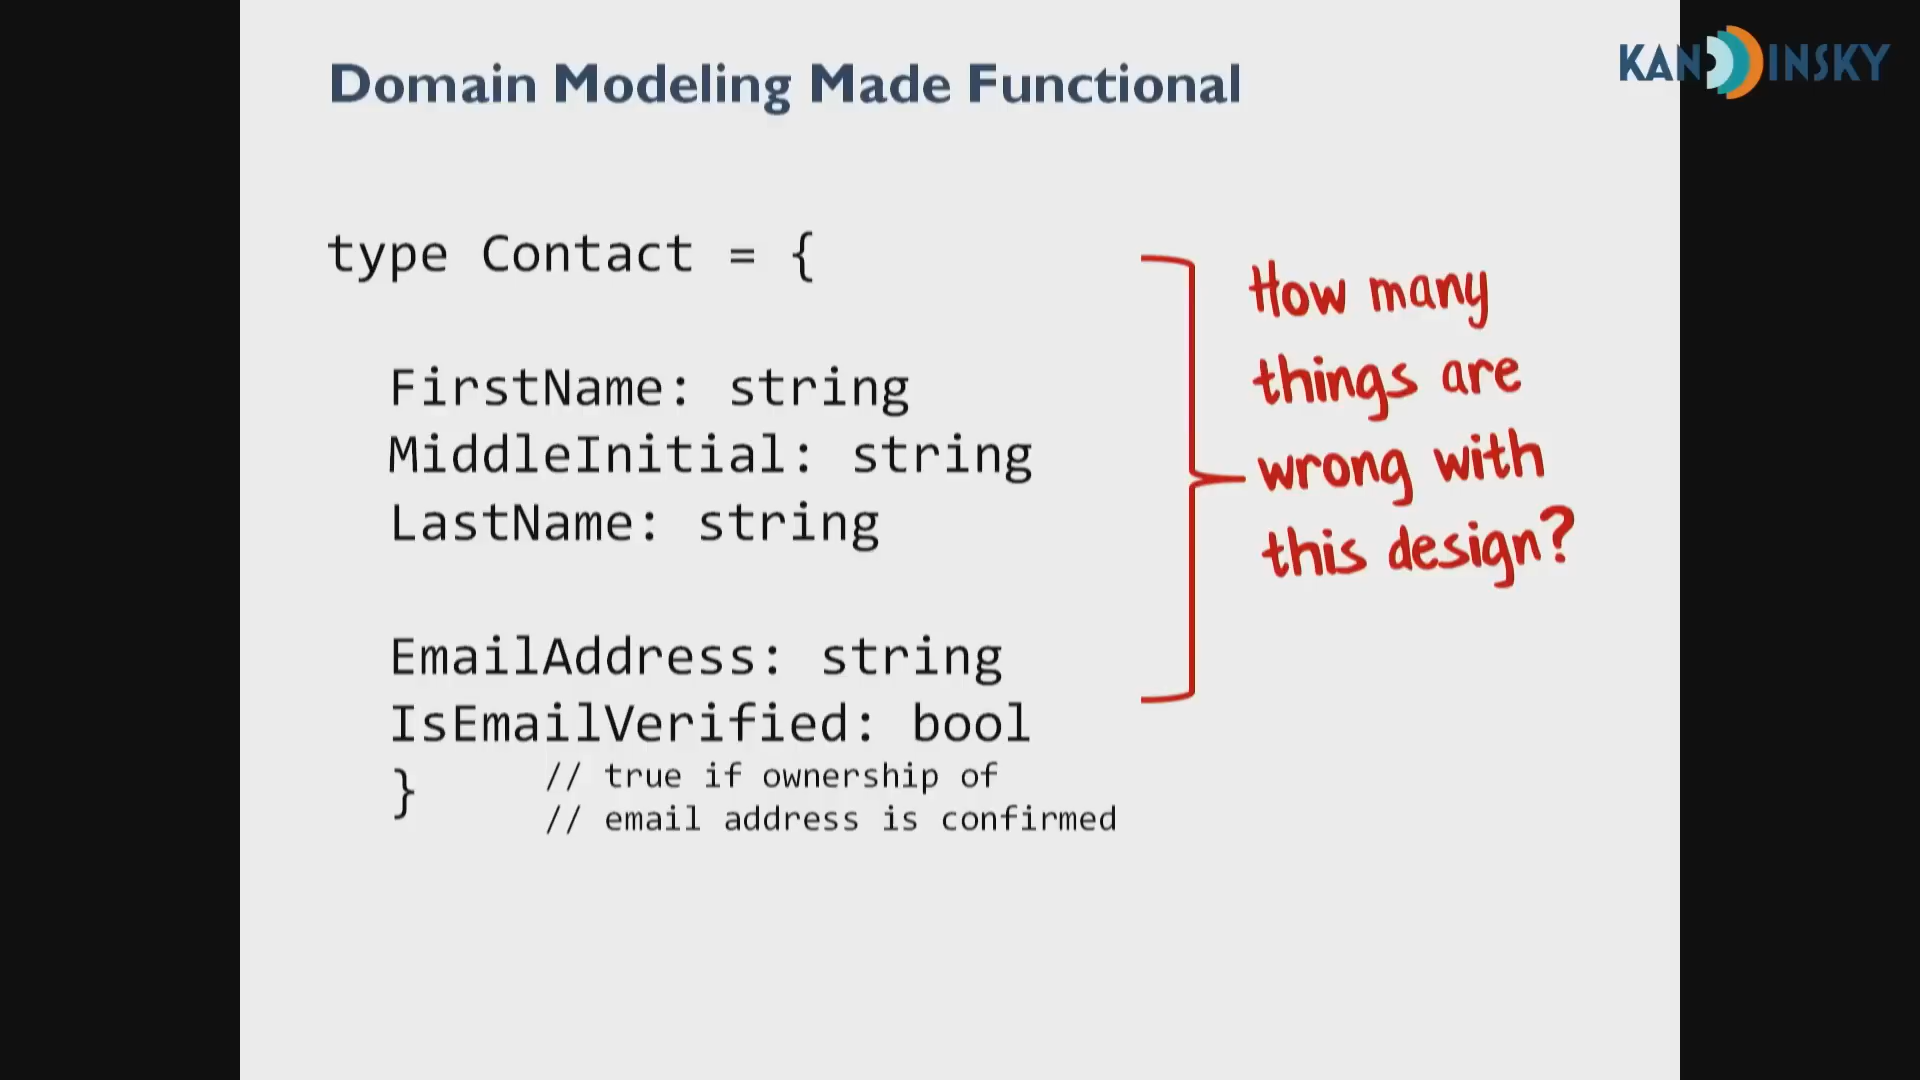 KANDINSKY
Domain Modeling Made Functional
type Contact = {
FirstName: string
MiddleInitial: string
LastName: string
EmailAddress: string
IsEmailVerified: bool
} // true if ownership of
// email address is confirmed
How many
things are
wrong with
this design?